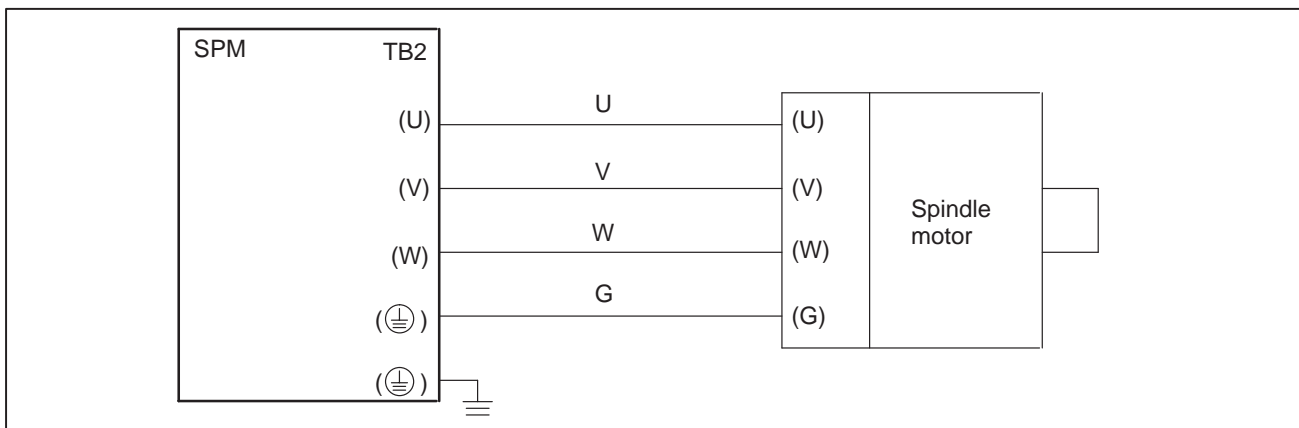 SPM TB2
(U) U (U)
(V) V (V)
(W) W (W)
Spindle
motor
( ) G (G)
( )